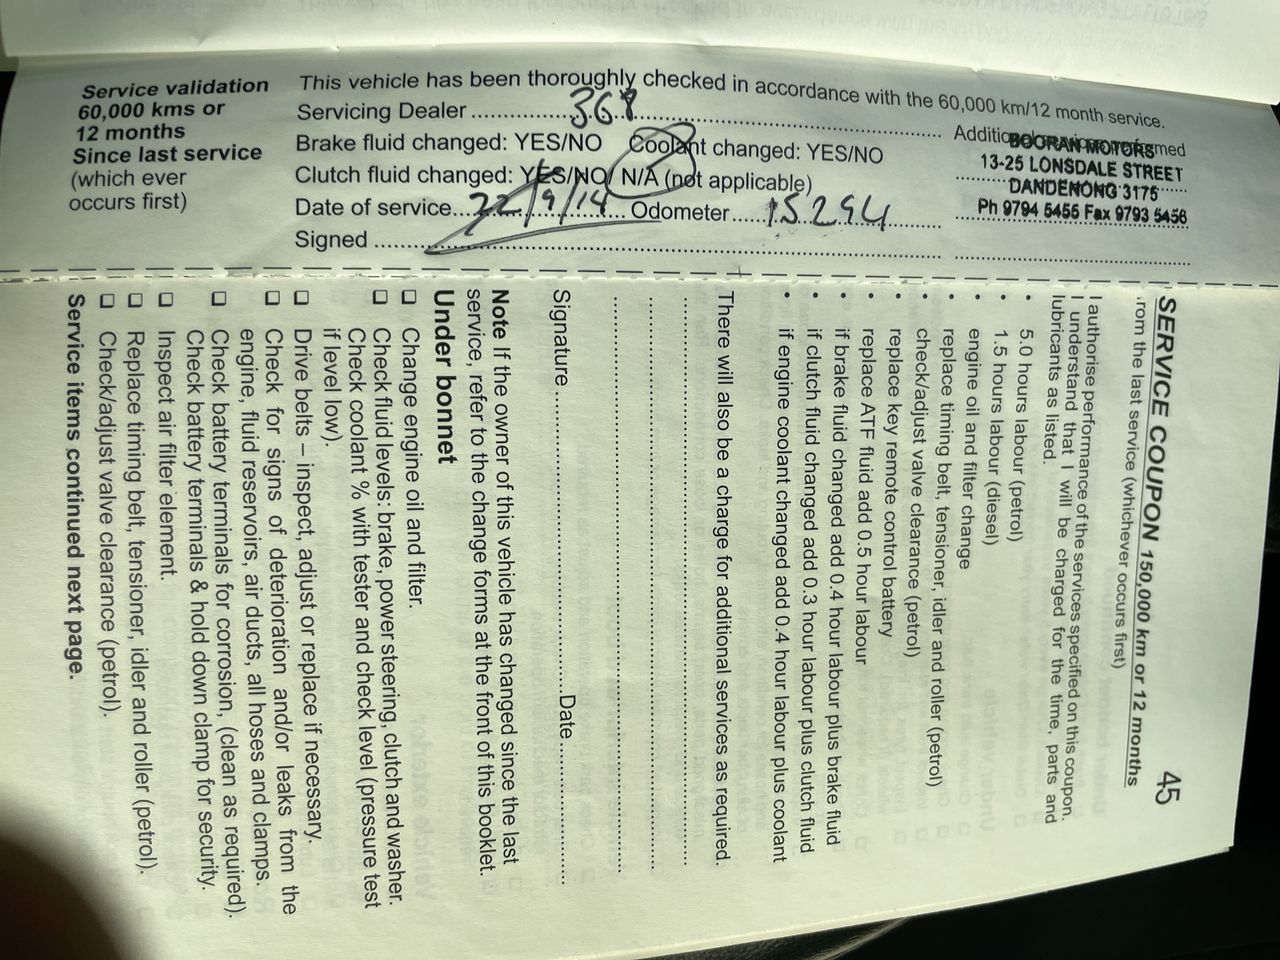 Service validation
60,000 kms or
12 months
Since last service
(which ever
occurs first)
This vehicle has been thoroughly checked in accordance with the 60,000 km/12 month service.
Servicing Dealer 368
Brake fluid changed: YES/NO Coolant changed: YES/NO
Clutch fluid changed: YES/NO/ N/A (not applicable)
Date of service 22/9/14 Odometer 15294
Signed
BOORAN MOTORS
13-25 LONSDALE STREET
DANDENONG 3175
Ph 9794 5455 Fax 9793 5456
45
SERVICE COUPON 150,000 km or 12 months
from the last service (whichever occurs first)
I authorise performance of the services specified on this coupon.
I understand that I will be charged for the time, parts and
lubricants as listed.
• 5.0 hours labour (petrol)
• 1.5 hours labour (diesel)
• engine oil and filter change
• replace timing belt, tensioner, idler and roller (petrol)
• check/adjust valve clearance (petrol)
• replace key remote control battery
• replace ATF fluid add 0.5 hour labour
• if brake fluid changed add 0.4 hour labour plus brake fluid
• if clutch fluid changed add 0.3 hour labour plus clutch fluid
• if engine coolant changed add 0.4 hour labour plus coolant
There will also be a charge for additional services as required.
Signature Date
Note If the owner of this vehicle has changed since the last
service, refer to the change forms at the front of this booklet.
Under bonnet
❏ Change engine oil and filter.
❏ Check fluid levels: brake, power steering, clutch and washer.
Check coolant % with tester and check level (pressure test
if level low).
❏ Drive belts – inspect, adjust or replace if necessary.
❏ Check for signs of deterioration and/or leaks from the
engine, fluid reservoirs, air ducts, all hoses and clamps.
❏ Check battery terminals for corrosion, (clean as required).
Check battery terminals & hold down clamp for security.
❏ Inspect air filter element.
❏ Replace timing belt, tensioner, idler and roller (petrol).
❏ Check/adjust valve clearance (petrol).
Service items continued next page.